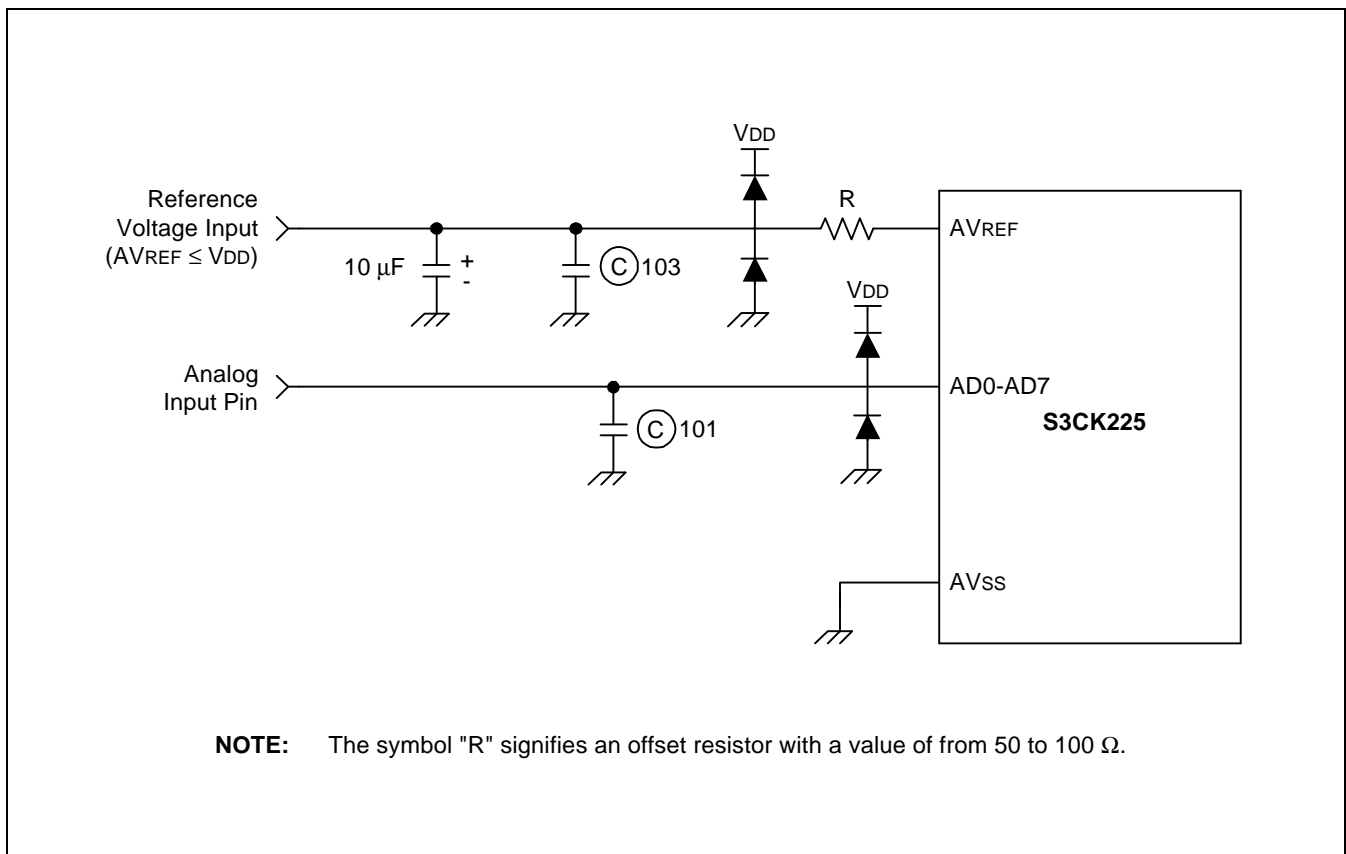 VDD
Reference
Voltage Input
(AVREF ≤ VDD)
R
AVREF
10 μF
+
-
C 103
VDD
Analog
Input Pin
AD0-AD7
S3CK225
C 101
AVSS
NOTE: The symbol "R" signifies an offset resistor with a value of from 50 to 100 Ω.